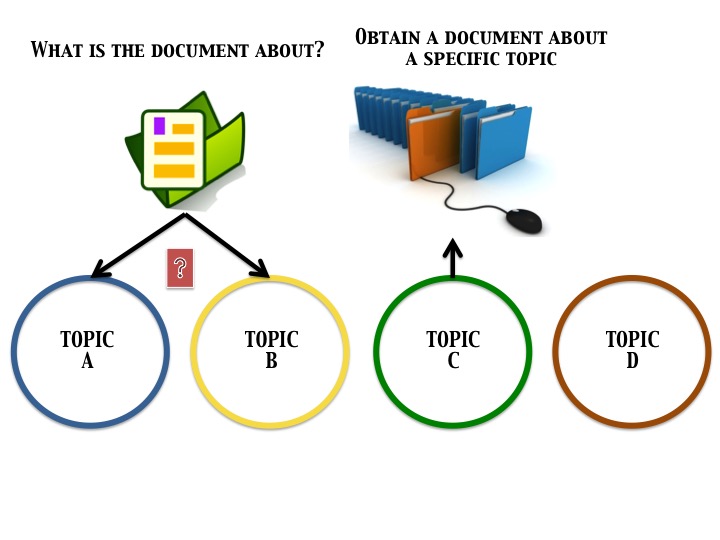 What is the document about?
Obtain a document about
a specific topic
?
TOPIC
A
TOPIC
B
TOPIC
C
TOPIC
D